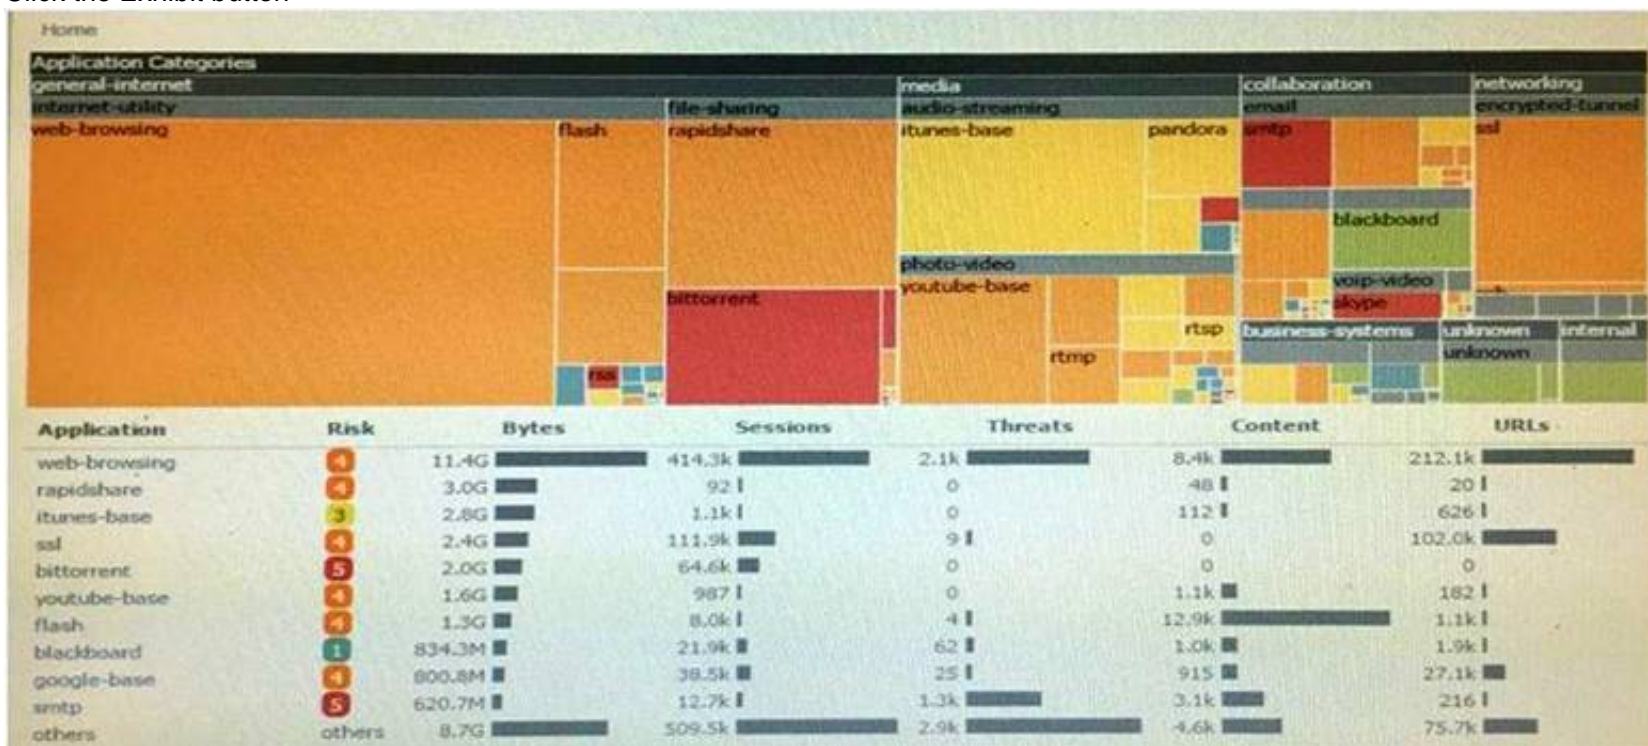 Click the Exhibit button
Home
Application Categories
general-internet media collaboration networking
internet-utility file-sharing audio-streaming email encrypted-tunnel
web-browsing flash rapidshare itunes-base pandora smtp ssl
blackboard
photo-video
voip-video
youtube-base
bittorrent
skype
rtsp business-systems unknown internal
rtmp unknown
rss
Application Risk Bytes Sessions Threats Content URLs
web-browsing 4 11.4G 414.3k 2.1k 8.4k 212.1k
rapidshare 4 3.0G 92 0 48 20
itunes-base 3 2.8G 1.1k 0 112 626
ssl 4 2.4G 111.9k 9 0 102.0k
bittorrent 5 2.0G 64.6k 0 0 0
youtube-base 4 1.6G 987 0 1.1k 182
flash 4 1.3G 8.0k 4 12.9k 1.1k
blackboard 1 834.3M 21.9k 62 1.0k 1.9k
google-base 4 800.8M 38.5k 25 915 27.1k
smtp 5 620.7M 12.7k 1.3k 3.1k 216
others others 8.7G 509.5k 2.9k 4.6k 75.7k